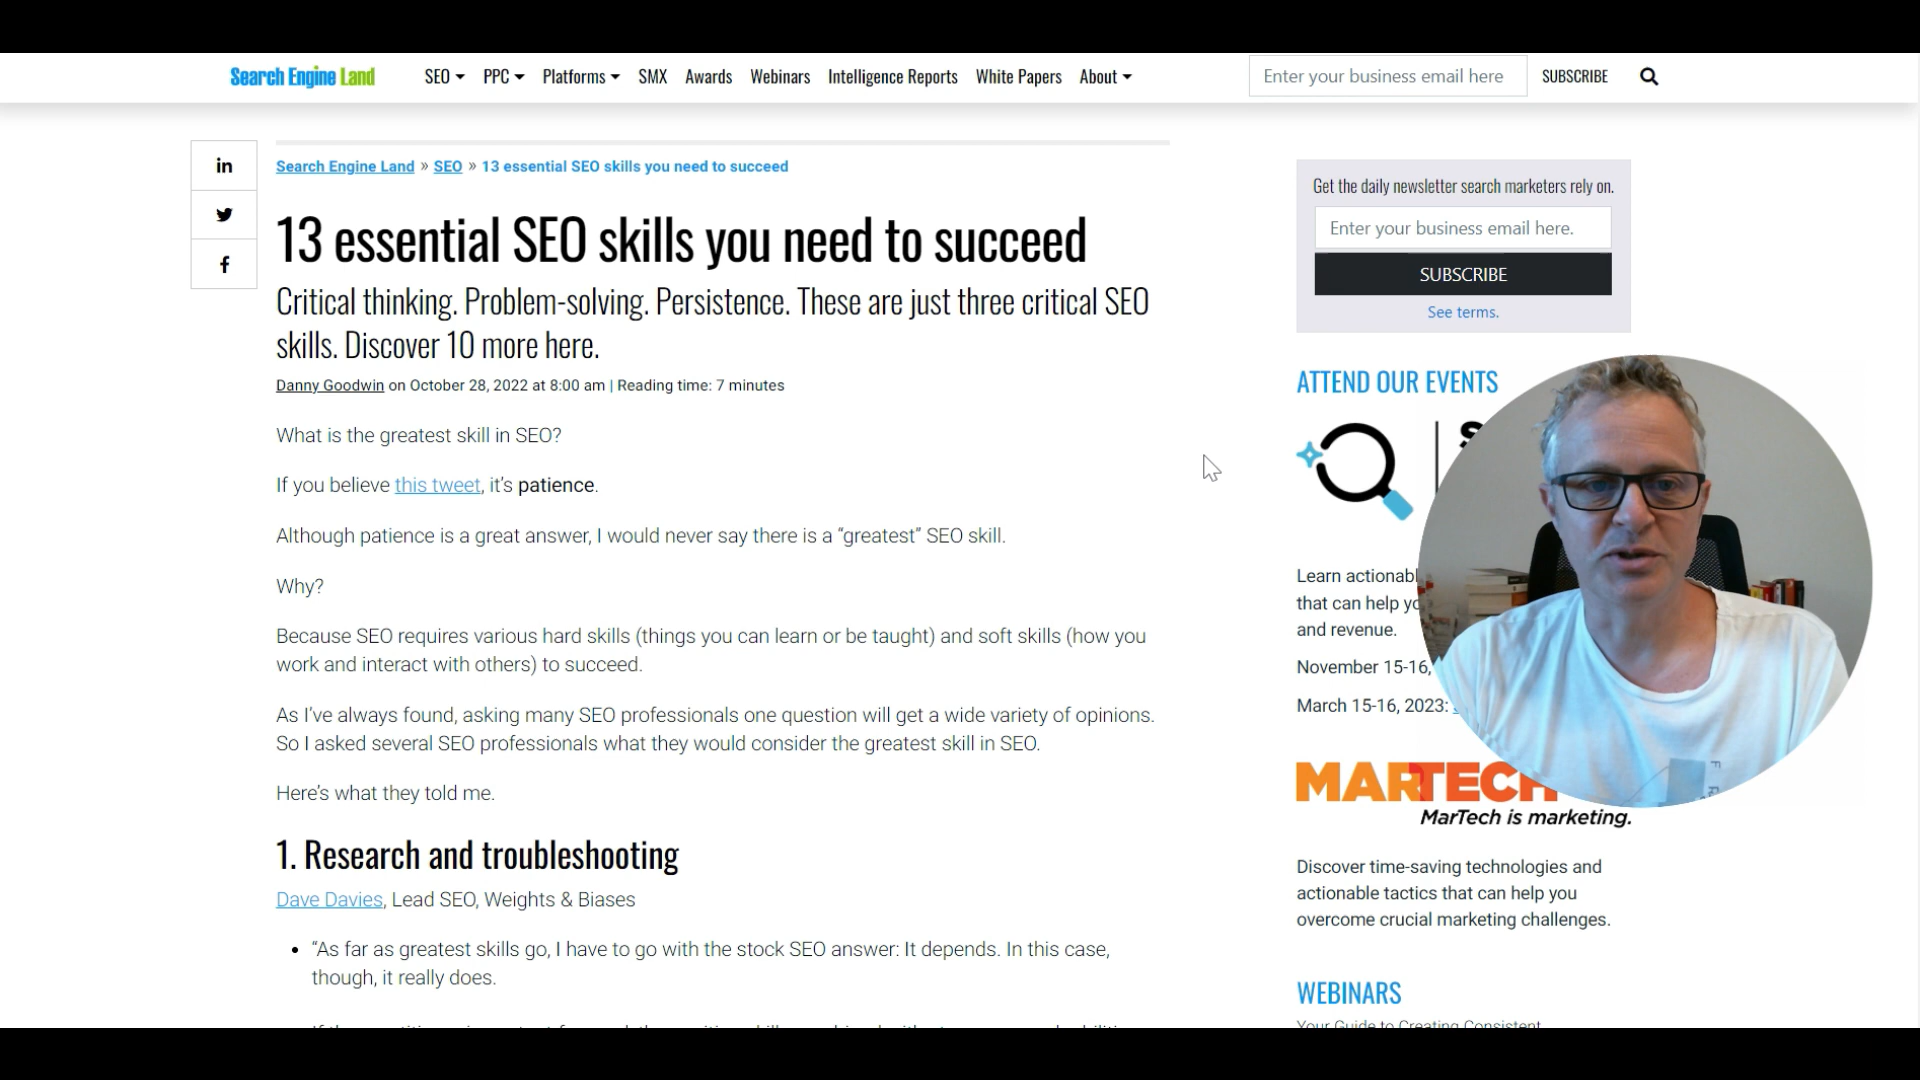 Search Engine Land
SEO PPC Platforms SMX Awards Webinars Intelligence Reports White Papers About
Enter your business email here SUBSCRIBE
in
f
Search Engine Land » SEO » 13 essential SEO skills you need to succeed
13 essential SEO skills you need to succeed
Critical thinking. Problem-solving. Persistence. These are just three critical SEO
skills. Discover 10 more here.
Danny Goodwin on October 28, 2022 at 8:00 am | Reading time: 7 minutes
What is the greatest skill in SEO?
If you believe this tweet, it’s patience.
Although patience is a great answer, I would never say there is a “greatest” SEO skill.
Why?
Because SEO requires various hard skills (things you can learn or be taught) and soft skills (how you
work and interact with others) to succeed.
As I’ve always found, asking many SEO professionals one question will get a wide variety of opinions.
So I asked several SEO professionals what they would consider the greatest skill in SEO.
Here’s what they told me.
1. Research and troubleshooting
Dave Davies, Lead SEO, Weights & Biases
• “As far as greatest skills go, I have to go with the stock SEO answer: It depends. In this case,
though, it really does.
Get the daily newsletter search marketers rely on.
Enter your business email here.
SUBSCRIBE
See terms.
ATTEND OUR EVENTS
Learn
that can help
and revenue.
November 15-16,
March 15-16, 2023:
MARTECH
MarTech is marketing.
Discover time-saving technologies and
actionable tactics that can help you
overcome crucial marketing challenges.
WEBINARS
Your Guide to Creating Consistent